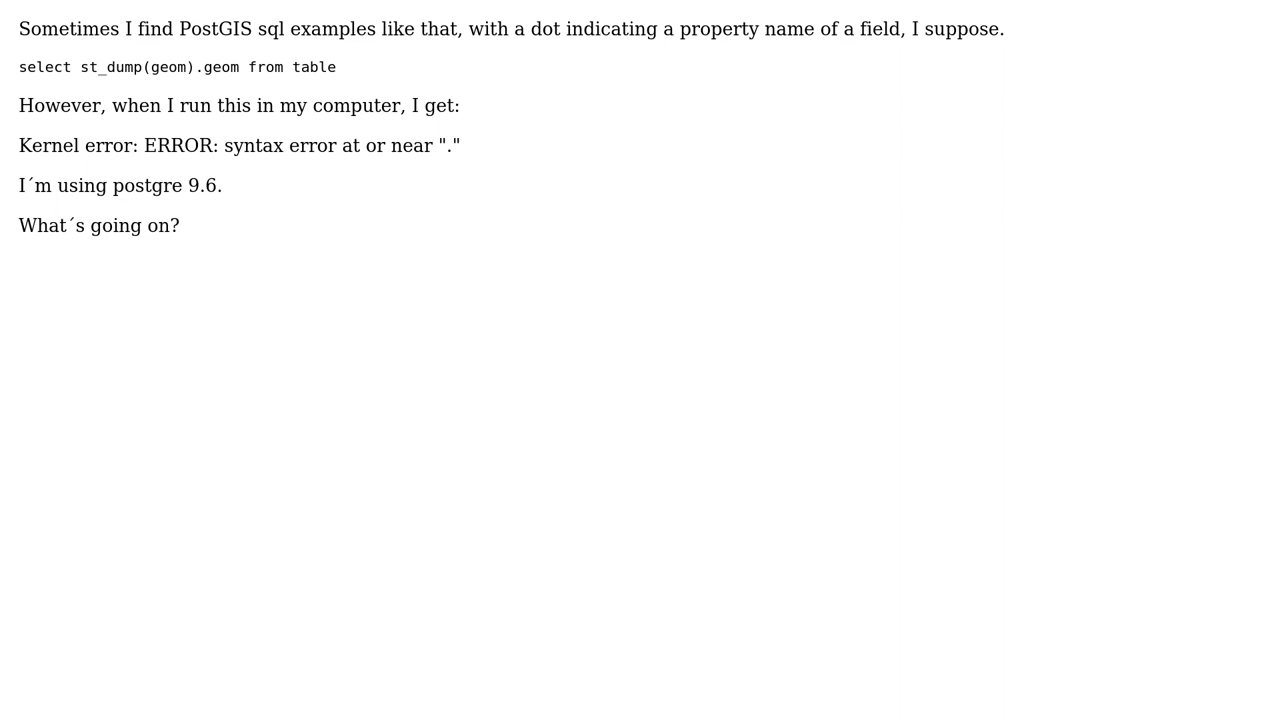 Sometimes I find PostGIS sql examples like that, with a dot indicating a property name of a field, I suppose.
select st_dump(geom).geom from table
However, when I run this in my computer, I get:
Kernel error: ERROR: syntax error at or near "."
I´m using postgre 9.6.
What´s going on?